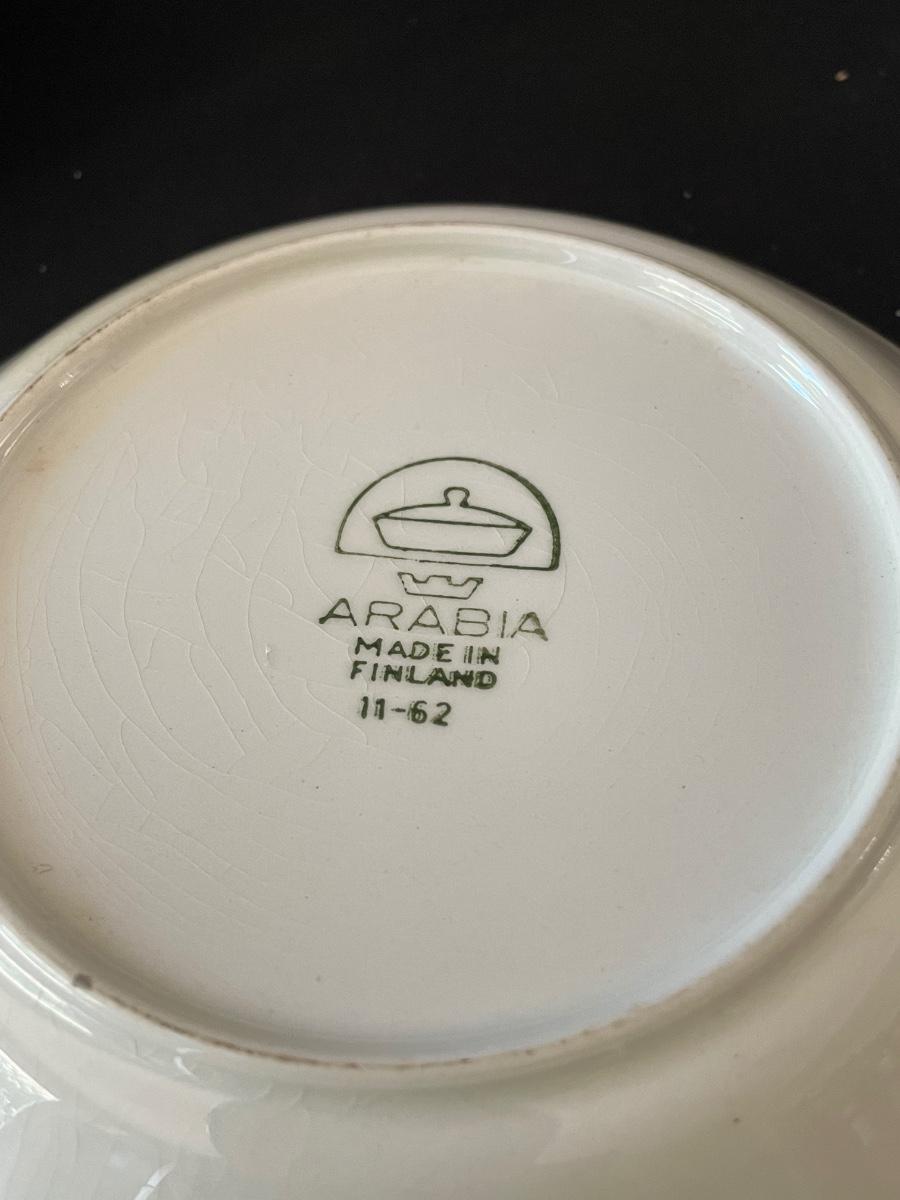 ARABIA
MADE IN
FINLAND
11-62